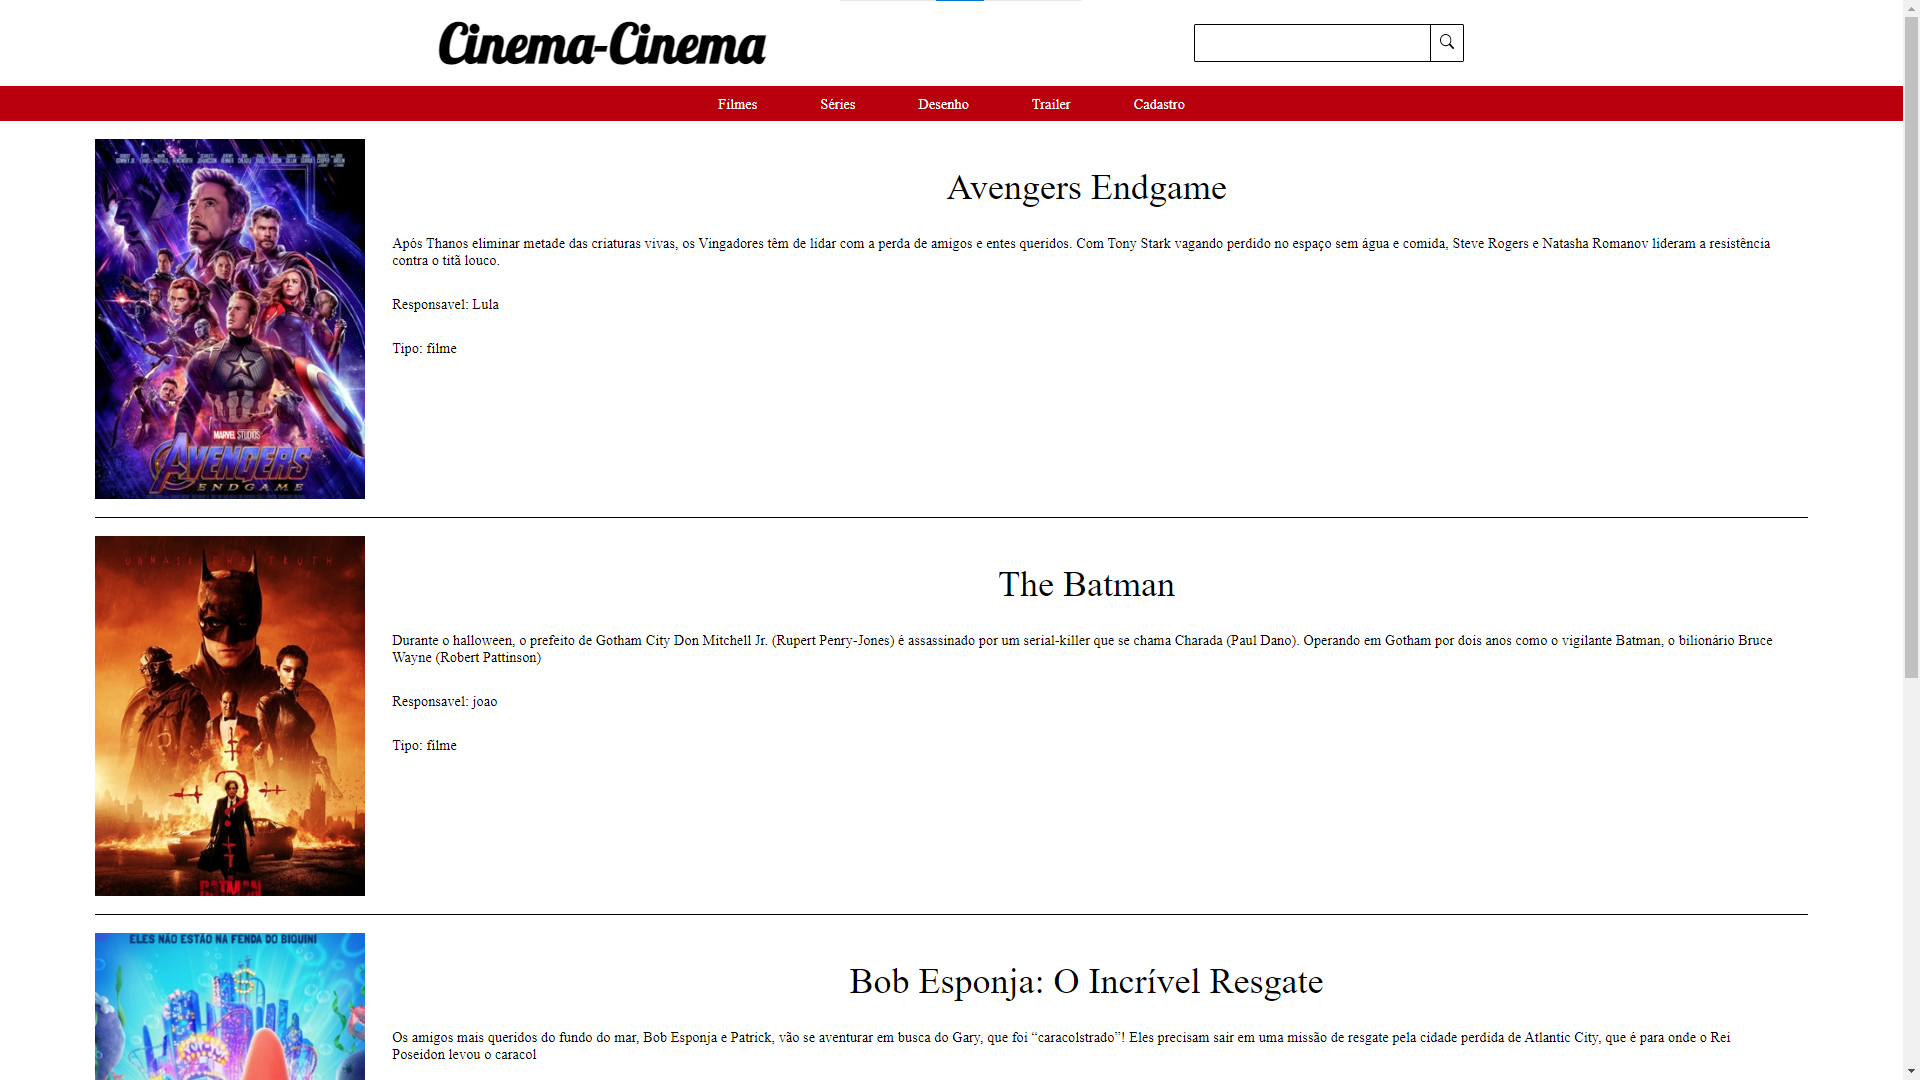 Cinema-Cinema
Filmes Séries Desenho Trailer Cadastro
Avengers Endgame
Após Thanos eliminar metade das criaturas vivas, os Vingadores têm de lidar com a perda de amigos e entes queridos. Com Tony Stark vagando perdido no espaço sem água e comida, Steve Rogers e Natasha Romanov lideram a resistência
contra o titã louco.
Responsavel: Lula
Tipo: filme
MARVEL STUDIOS
AVENGERS
ENDGAME
UNMASK THE TRUTH
The Batman
Durante o halloween, o prefeito de Gotham City Don Mitchell Jr. (Rupert Penry-Jones) é assassinado por um serial-killer que se chama Charada (Paul Dano). Operando em Gotham por dois anos como o vigilante Batman, o bilionário Bruce
Wayne (Robert Pattinson)
Responsavel: joao
Tipo: filme
BATMAN
ELES NÃO ESTÃO NA FENDA DO BIQUINI
Bob Esponja: O Incrível Resgate
Os amigos mais queridos do fundo do mar, Bob Esponja e Patrick, vão se aventurar em busca do Gary, que foi “caracolstrado”! Eles precisam sair em uma missão de resgate pela cidade perdida de Atlantic City, que é para onde o Rei
Poseidon levou o caracol